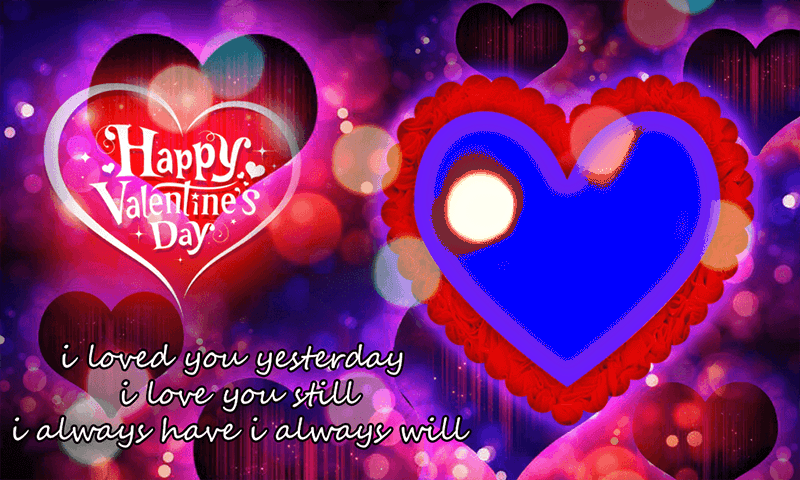 Happy
Valentine's
Day
i loved you yesterday
i love you still
i always have i always will